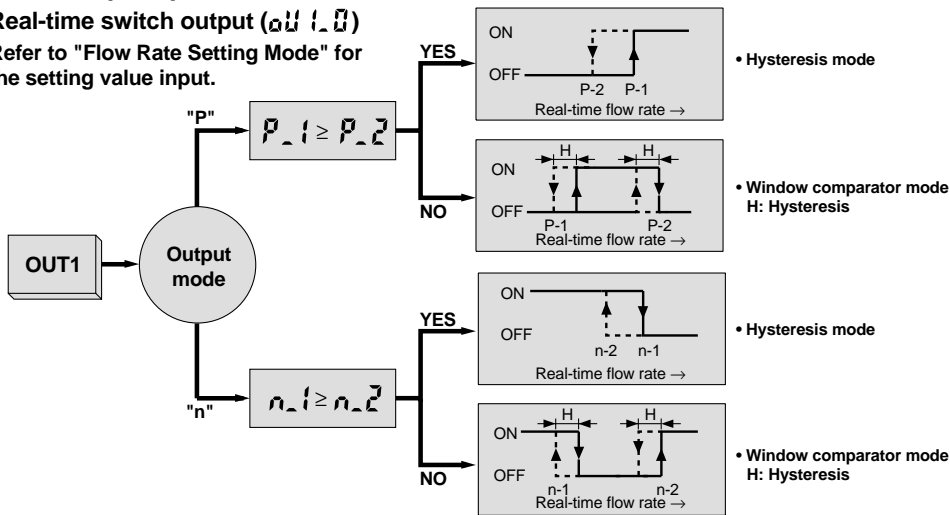 Real-time switch output (oU1_0)
Refer to "Flow Rate Setting Mode" for
the setting value input.
OUT1
Output
mode
"P"
P_1 ≥ P_2
YES
ON
OFF
P-2 P-1
Real-time flow rate →
• Hysteresis mode
NO
H H
ON
OFF
P-1 P-2
Real-time flow rate →
• Window comparator mode
H: Hysteresis
"n"
n_1 ≥ n_2
YES
ON
OFF
n-2 n-1
Real-time flow rate →
• Hysteresis mode
NO
H H
ON
OFF
n-1 n-2
Real-time flow rate →
• Window comparator mode
H: Hysteresis